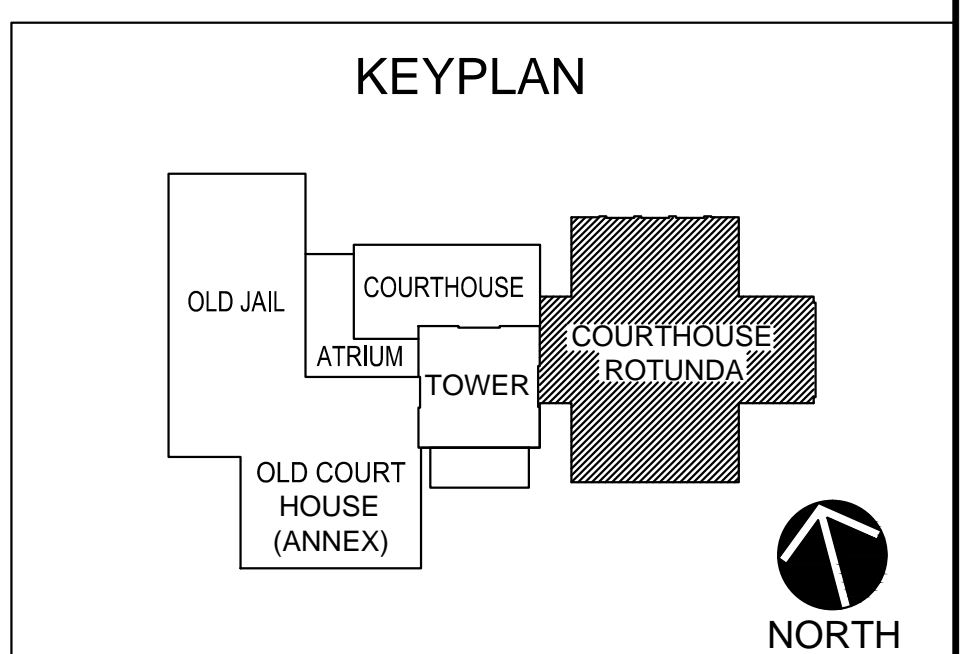 KEYPLAN
OLD JAIL
COURTHOUSE
ATRIUM
TOWER
COURTHOUSE
ROTUNDA
OLD COURT
HOUSE
(ANNEX)
NORTH